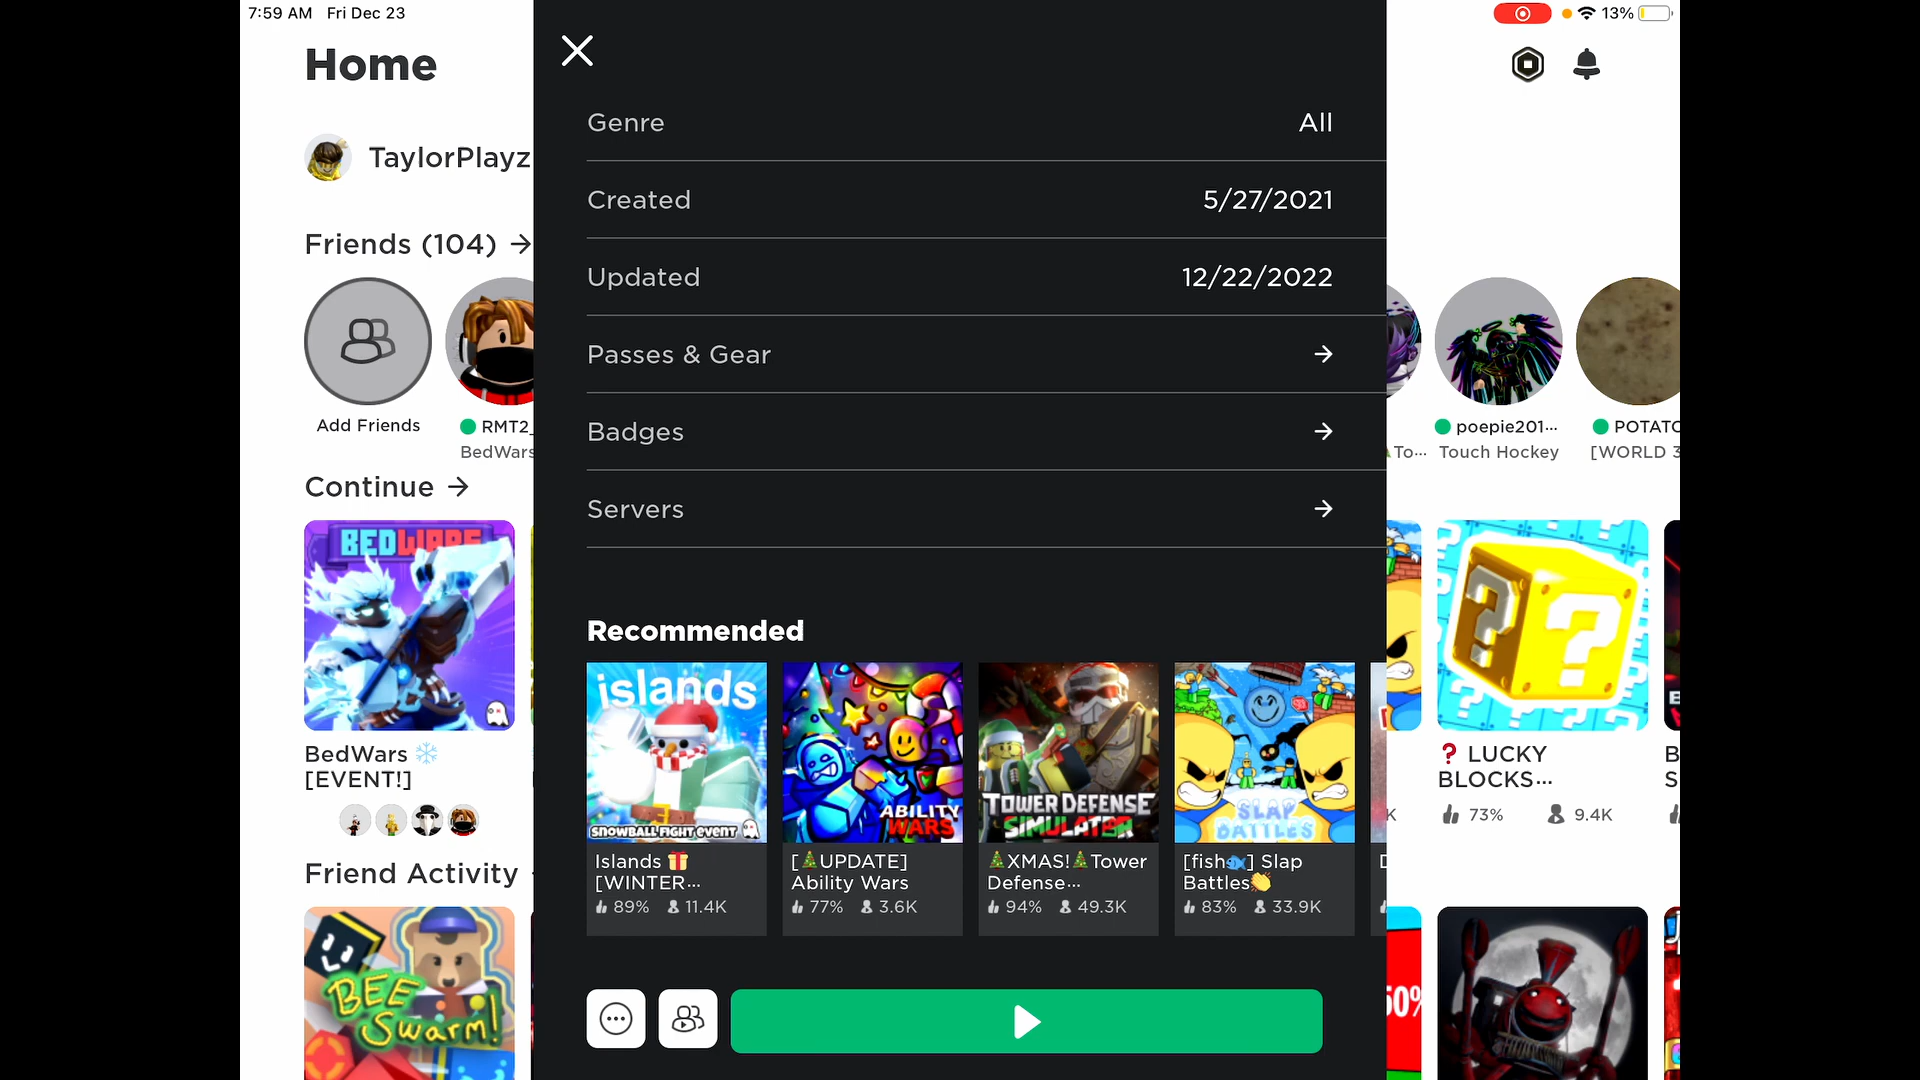 7:59 AM Fri Dec 23
13%
Home
TaylorPlayz
Friends (104) →
Add Friends
RMT2_
BedWars
Continue →
BEDWARS
BedWars ❄️
[EVENT!]
Friend Activity
BEE
Swarm!
Genre All
Created 5/27/2021
Updated 12/22/2022
Passes & Gear →
Badges →
Servers →
Recommended
islands
SNOWBALL FIGHT EVENT
Islands 🎁
[WINTER...
89% 11.4K
ABILITY
WARS
[🎄UPDATE]
Ability Wars
77% 3.6K
TOWER DEFENSE
SIMULATOR
🎄XMAS!🎄Tower
Defense...
94% 49.3K
SLAP
BATTLES
[fish🐟] Slap
Battles👏
83% 33.9K
To...
poepie201...
Touch Hockey
POTATO
[WORLD 3
❓ LUCKY
BLOCKS...
73% 9.4K